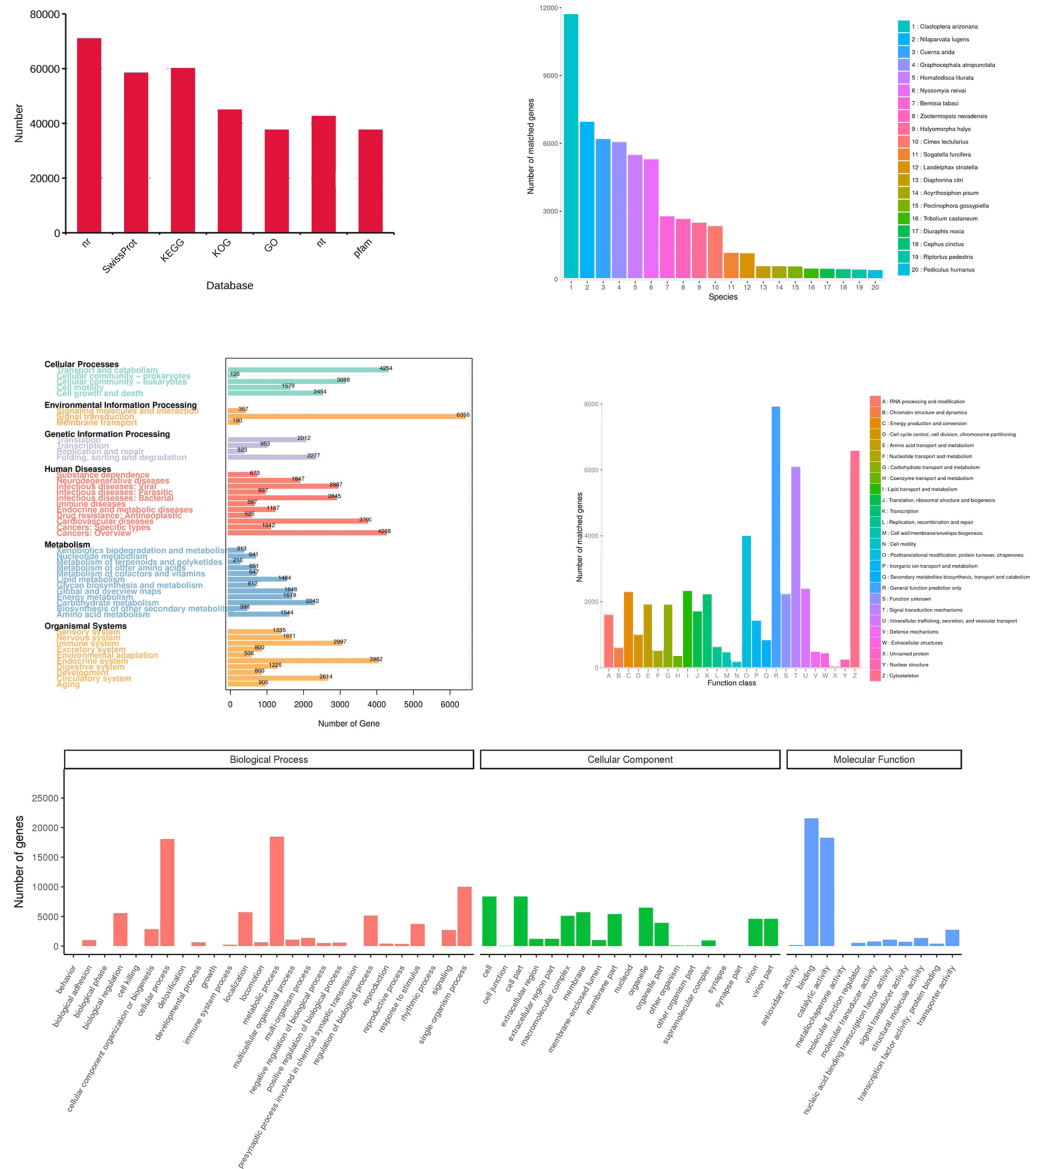 80000
60000
40000
20000
0
Number
nr
SwissProt
KEGG
KOG
GO
nt
pfam
Database
12000
9000
6000
3000
0
Number of matched genes
1 2 3 4 5 6 7 8 9 10 11 12 13 14 15 16 17 18 19 20
Species
1 : Clastoptera arizonana
2 : Nilaparvata lugens
3 : Cuerna arida
4 : Graphocephala atropunctata
5 : Homalodisca liturata
6 : Nyssomyia neivai
7 : Bemisia tabaci
8 : Zootermopsis nevadensis
9 : Halyomorpha halys
10 : Cimex lectularius
11 : Sogatella furcifera
12 : Laodelphax striatella
13 : Diaphorina citri
14 : Acyrthosiphon pisum
15 : Pectinophora gossypiella
16 : Tribolium castaneum
17 : Diuraphis noxia
18 : Cephus cinctus
19 : Riptortus pedestris
20 : Pediculus humanus
Cellular Processes
Transport and catabolism 4254
Cellular community – prokaryotes 126
Cellular community – eukaryotes 3088
Cell motility 1579
Cell growth and death 2454
Environmental Information Processing
Signaling molecules and interaction 357
Signal transduction 6356
Membrane transport 190
Genetic Information Processing
Translation 2012
Transcription 953
Replication and repair 323
Folding, sorting and degradation 2277
Human Diseases
Substance dependence 673
Neurodegenerative diseases 1847
Infectious diseases: Viral 2887
Infectious diseases: Parasitic 897
Infectious diseases: Bacterial 2845
Immune diseases 597
Endocrine and metabolic diseases 1167
Drug resistance: Antineoplastic 525
Cardiovascular diseases 3700
Cancers: Specific types 1042
Cancers: Overview 4208
Metabolism
Xenobiotics biodegradation and metabolis 313
Nucleotide metabolism 641
Metabolism of terpenoids and polyketides 210
Metabolism of other amino acids 651
Metabolism of cofactors and vitamins 647
Lipid metabolism 1484
Glycan biosynthesis and metabolism 612
Global and overview maps 1648
Energy metabolism 1619
Carbohydrate metabolism 2242
Biosynthesis of other secondary metabolit 398
Amino acid metabolism 1544
Organismal Systems
Sensory system 1335
Nervous system 1611
Immune system 2997
Excretory system 800
Environmental adaptation 508
Endocrine system 3982
Digestive system 1226
Development 800
Circulatory system 2614
Aging 905
0 1000 2000 3000 4000 5000 6000
Number of Gene
8000
6000
4000
2000
0
Number of matched genes
A B C D E F G H I J K L M N O P Q R S T U V W X Y Z
Function class
A : RNA processing and modification
B : Chromatin structure and dynamics
C : Energy production and conversion
D : Cell cycle control, cell division, chromosome partitioning
E : Amino acid transport and metabolism
F : Nucleotide transport and metabolism
G : Carbohydrate transport and metabolism
H : Coenzyme transport and metabolism
I : Lipid transport and metabolism
J : Translation, ribosomal structure and biogenesis
K : Transcription
L : Replication, recombination and repair
M : Cell wall/membrane/envelope biogenesis
N : Cell motility
O : Posttranslational modification, protein turnover, chaperones
P : Inorganic ion transport and metabolism
Q : Secondary metabolites biosynthesis, transport and catabolism
R : General function prediction only
S : Function unknown
T : Signal transduction mechanisms
U : Intracellular trafficking, secretion, and vesicular transport
V : Defense mechanisms
W : Extracellular structures
X : Unnamed protein
Y : Nuclear structure
Z : Cytoskeleton
Biological Process
Cellular Component
Molecular Function
25000
20000
15000
10000
5000
0
Number of genes
behavior
biological adhesion
biological phase
biological regulation
cell killing
cellular component organization or biogenesis
cellular process
detoxification
developmental process
growth
immune system process
localization
locomotion
metabolic process
multicellular organismal process
multi-organism process
negative regulation of biological process
positive regulation of biological process
presynaptic process involved in chemical synaptic transmission
regulation of biological process
reproduction
reproductive process
response to stimulus
rhythmic process
signaling
single organism process
cell
cell junction
cell part
extracellular region
extracellular region part
macromolecular complex
membrane
membrane-enclosed lumen
membrane part
nucleoid
organelle
organelle part
other organism
other organism part
supramolecular complex
synapse
synapse part
virion
virion part
antioxidant activity
binding
catalytic activity
metallochaperone activity
molecular function regulator
molecular transducer activity
nucleic acid binding transcription factor activity
signal transducer activity
structural molecule activity
transcription factor activity, protein binding
transporter activity